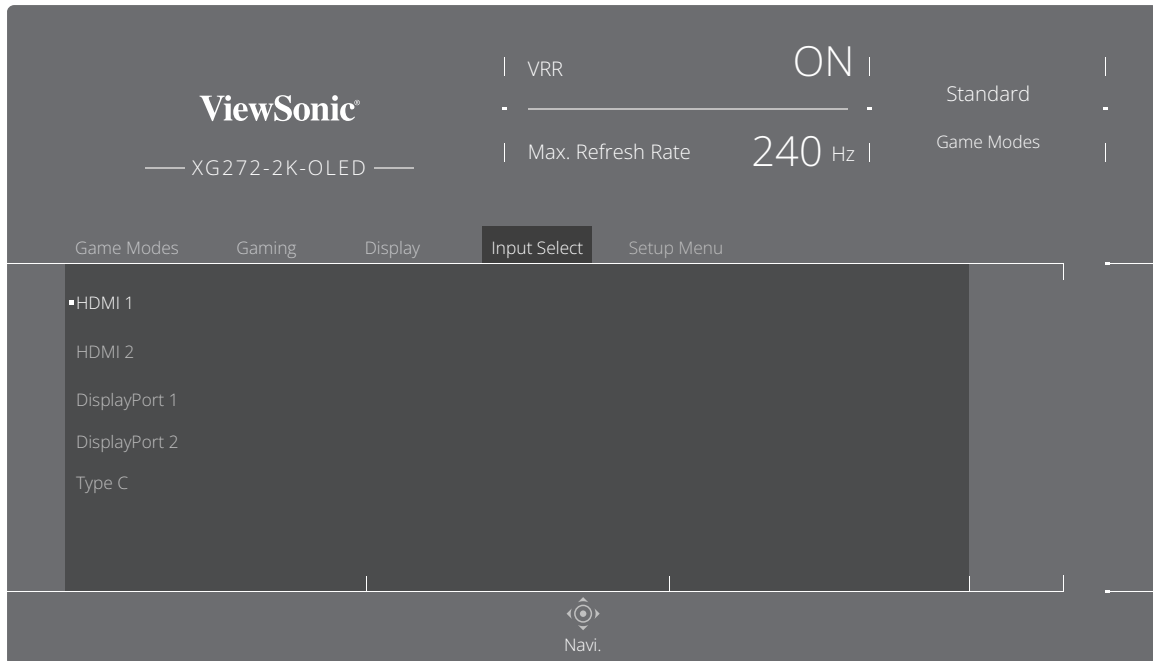 ViewSonic®
XG272-2K-OLED
VRR ON
Max. Refresh Rate 240 Hz
Standard
Game Modes
Game Modes Gaming Display Input Select Setup Menu
HDMI 1
HDMI 2
DisplayPort 1
DisplayPort 2
Type C
Navi.